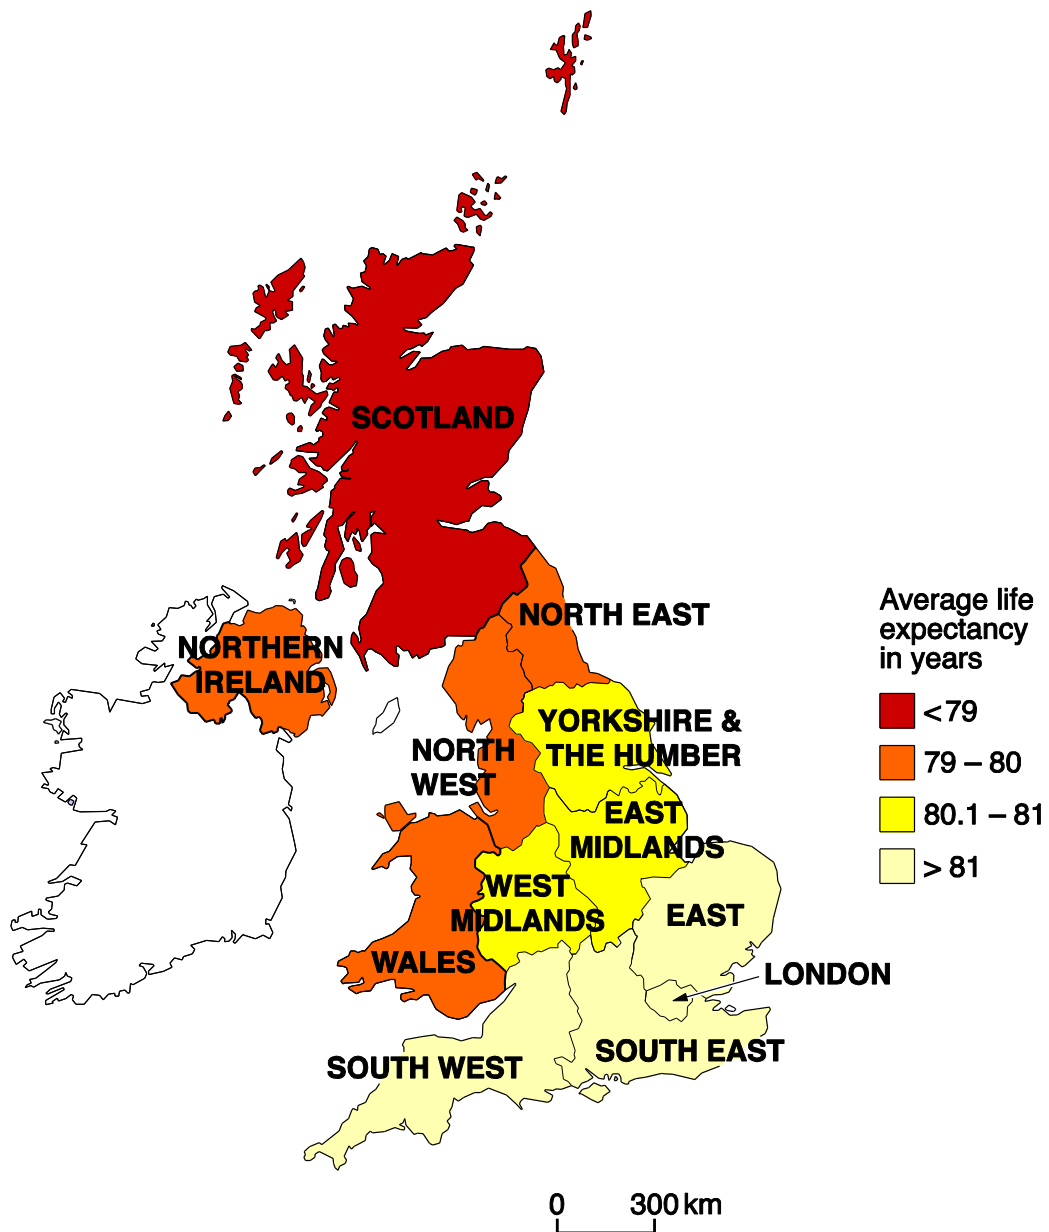 SCOTLAND
NORTH EAST
NORTHERN
IRELAND
YORKSHIRE &
THE HUMBER
NORTH
WEST
EAST
MIDLANDS
WEST
MIDLANDS
EAST
WALES
LONDON
SOUTH EAST
SOUTH WEST
Average life
expectancy
in years
<79
79 – 80
80.1 – 81
> 81
0 300 km